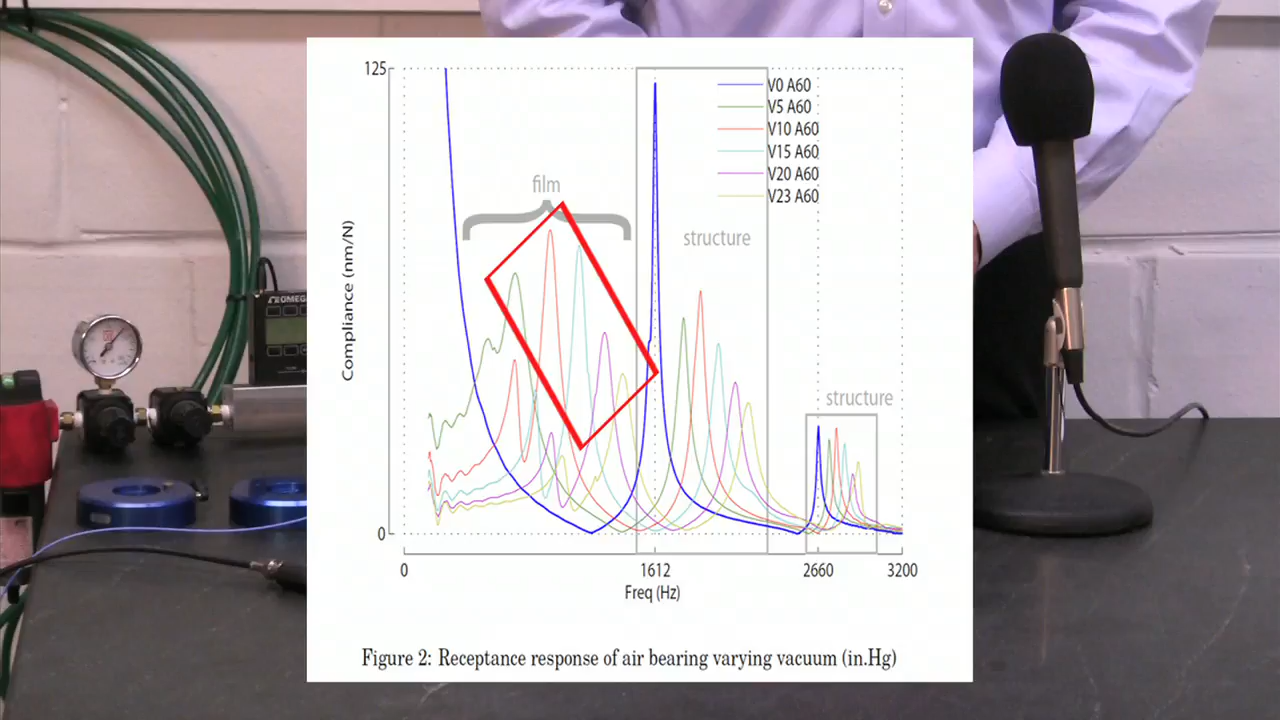 125
V0 A60
V5 A60
V10 A60
V15 A60
V20 A60
V23 A60
film
structure
structure
Compliance (nm/N)
0
0 1612 2660 3200
Freq (Hz)
Figure 2: Receptance response of air bearing varying vacuum (in.Hg)
OMEGA